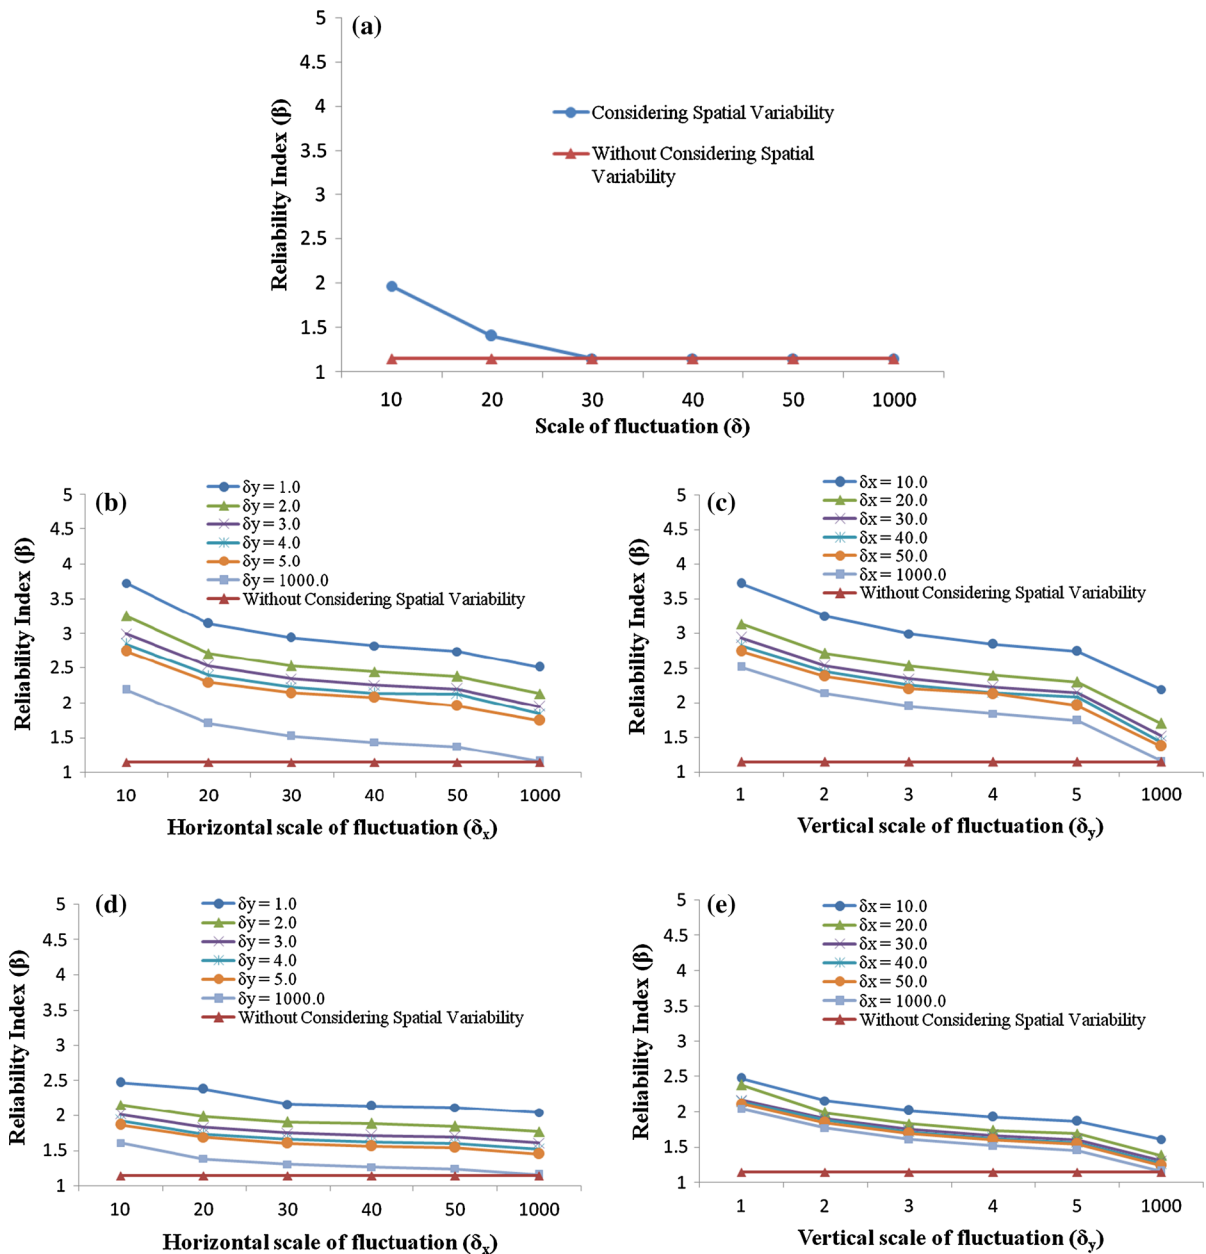 (a)
Reliability Index (β)
5
4.5
4
3.5
3
2.5
2
1.5
1
Considering Spatial Variability
Without Considering Spatial
Variability
10 20 30 40 50 1000
Scale of fluctuation (δ)
(b)
Reliability Index (β)
5
4.5
4
3.5
3
2.5
2
1.5
1
δy = 1.0
δy = 2.0
δy = 3.0
δy = 4.0
δy = 5.0
δy = 1000.0
Without Considering Spatial Variability
10 20 30 40 50 1000
Horizontal scale of fluctuation (δx)
(c)
Reliability Index (β)
5
4.5
4
3.5
3
2.5
2
1.5
1
δx = 10.0
δx = 20.0
δx = 30.0
δx = 40.0
δx = 50.0
δx = 1000.0
Without Considering Spatial Variability
1 2 3 4 5 1000
Vertical scale of fluctuation (δy)
(d)
Reliability Index (β)
5
4.5
4
3.5
3
2.5
2
1.5
1
δy = 1.0
δy = 2.0
δy = 3.0
δy = 4.0
δy = 5.0
δy = 1000.0
Without Considering Spatial Variability
10 20 30 40 50 1000
Horizontal scale of fluctuation (δx)
(e)
Reliability Index (β)
5
4.5
4
3.5
3
2.5
2
1.5
1
δx = 10.0
δx = 20.0
δx = 30.0
δx = 40.0
δx = 50.0
δx = 1000.0
Without Considering Spatial Variability
1 2 3 4 5 1000
Vertical scale of fluctuation (δy)